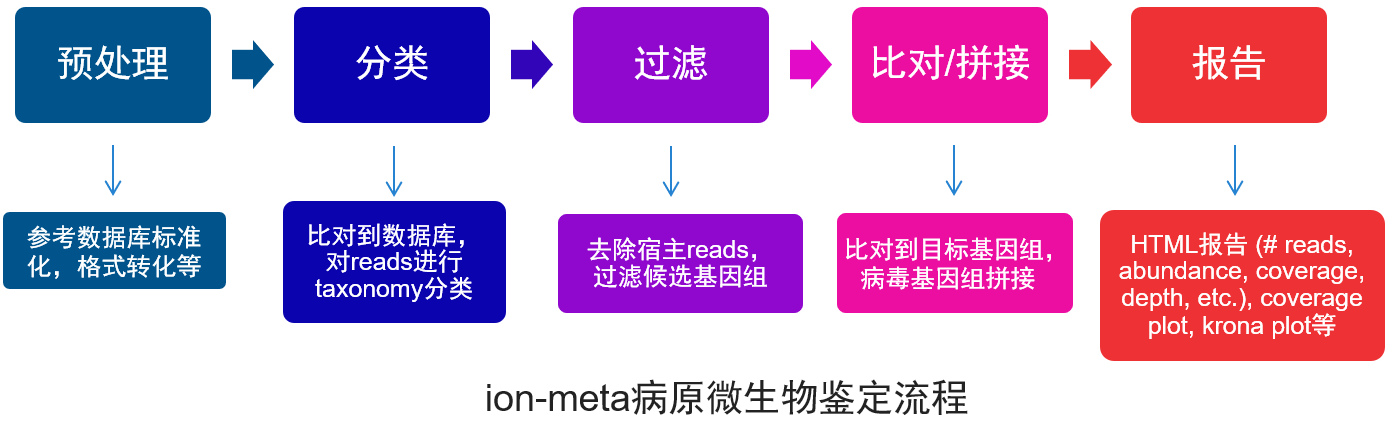 预处理
分类
过滤
比对/拼接
报告
参考数据库标准
化，格式转化等
比对到数据库，
对reads进行
taxonomy分类
去除宿主reads，
过滤候选基因组
比对到目标基因组，
病毒基因组拼接
HTML报告 (# reads,
abundance, coverage,
depth, etc.), coverage
plot, krona plot等
ion-meta病原微生物鉴定流程